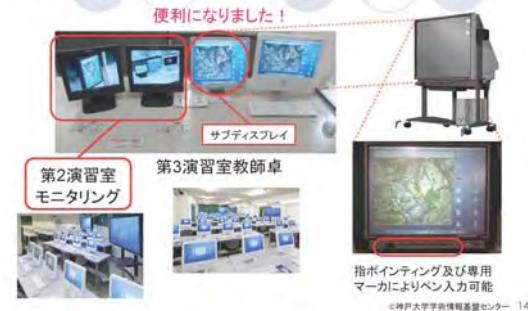 便利になりました！
サブディスプレイ
第2演習室
モニタリング
第3演習室教師卓
指ポインティング及び専用
マーカによりペン入力可能
©神戸大学学術情報基盤センター 14